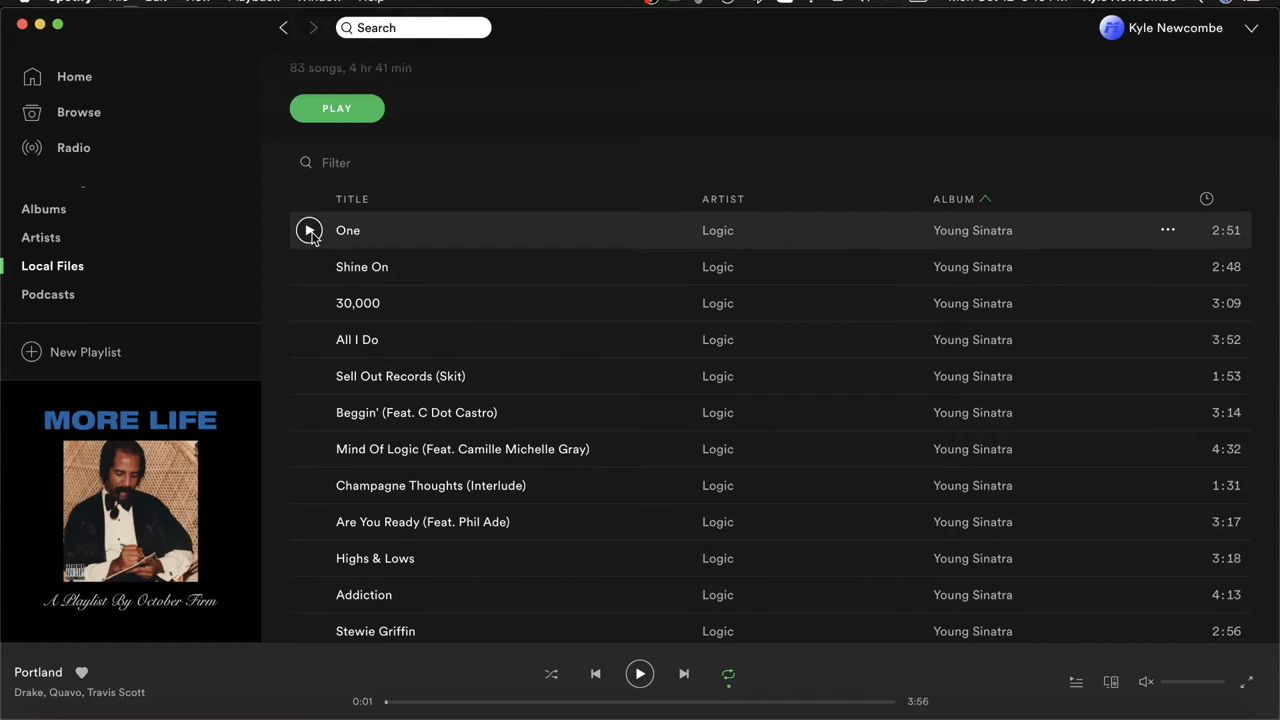 Search
Kyle Newcombe
Home
Browse
Radio
Albums
Artists
Local Files
Podcasts
New Playlist
83 songs, 4 hr 41 min
PLAY
Filter
TITLE ARTIST ALBUM
One Logic Young Sinatra 2:51
Shine On Logic Young Sinatra 2:48
30,000 Logic Young Sinatra 3:09
All I Do Logic Young Sinatra 3:52
Sell Out Records (Skit) Logic Young Sinatra 1:53
Beggin' (Feat. C Dot Castro) Logic Young Sinatra 3:14
Mind Of Logic (Feat. Camille Michelle Gray) Logic Young Sinatra 4:32
Champagne Thoughts (Interlude) Logic Young Sinatra 1:31
Are You Ready (Feat. Phil Ade) Logic Young Sinatra 3:17
Highs & Lows Logic Young Sinatra 3:18
Addiction Logic Young Sinatra 4:13
Stewie Griffin Logic Young Sinatra 2:56
MORE LIFE
A Playlist By October Firm
Portland
Drake, Quavo, Travis Scott
0:01 3:56